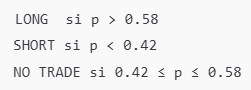 LONG  si p > 0.58
SHORT si p < 0.42
NO TRADE si 0.42 ≤ p ≤ 0.58